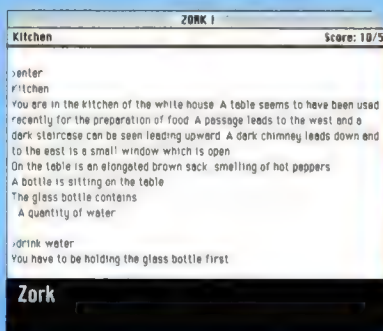 ZORK I
Kitchen Score: 10/5
>enter
Kitchen
You are in the kitchen of the white house A table seems to have been used
recently for the preparation of food A passage leads to the west and a
dark staircase can be seen leading upward A dark chimney leads down and
to the east is a small window which is open
On the table is an elongated brown sack smelling of hot peppers
A bottle is sitting on the table
The glass bottle contains
A quantity of water
>drink water
You have to be holding the glass bottle first
Zork